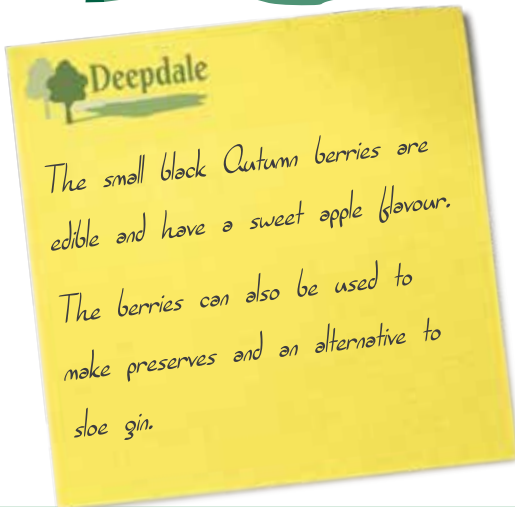 Deepdale
The small black Autumn berries are
edible and have a sweet apple flavour.
The berries can also be used to
make preserves and an alternative to
sloe gin.